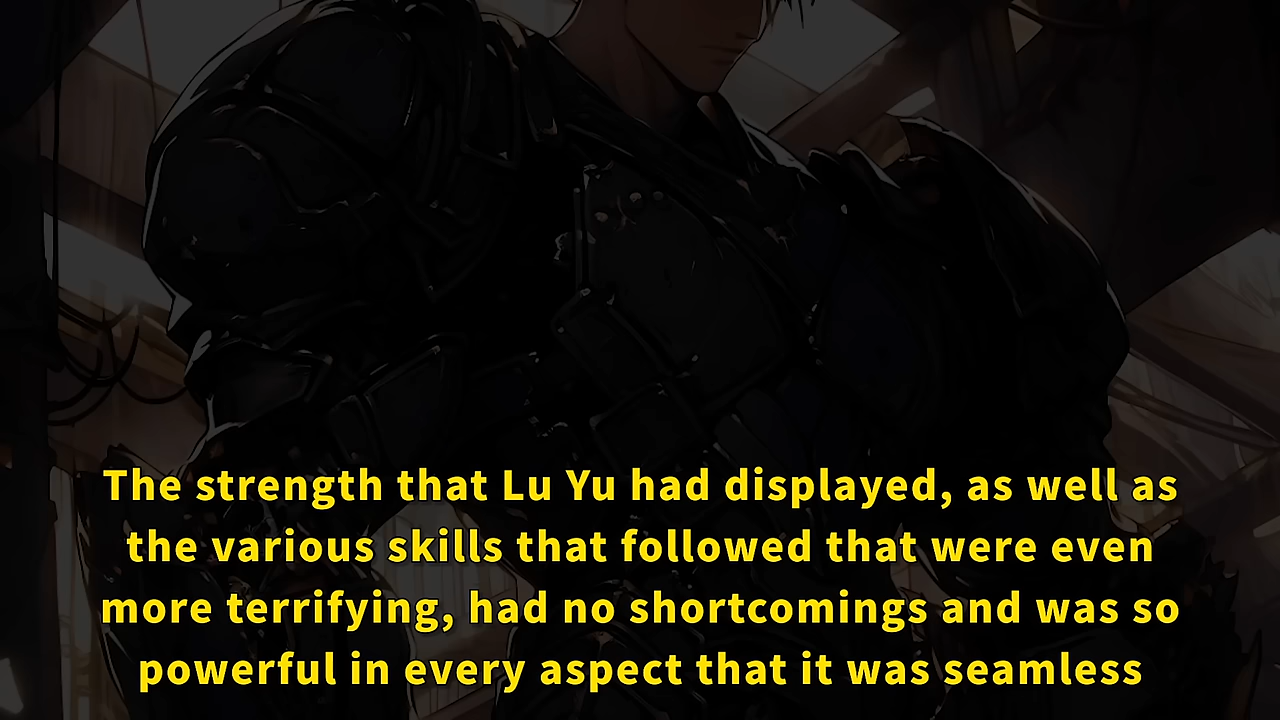 The strength that Lu Yu had displayed, as well as
the various skills that followed that were even
more terrifying, had no shortcomings and was so
powerful in every aspect that it was seamless